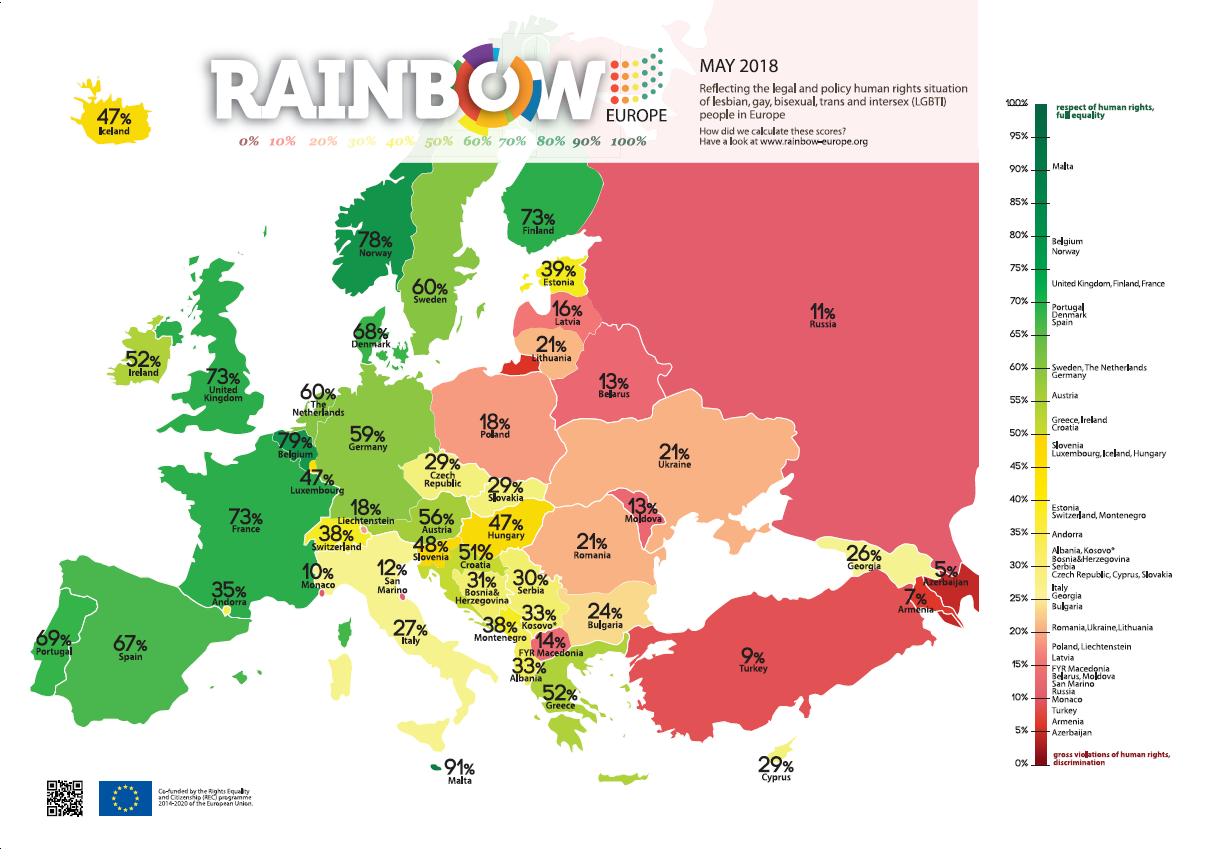 RAINBOW
EUROPE
0% 10% 20% 30% 40% 50% 60% 70% 80% 90% 100%
MAY 2018
Reflecting the legal and policy human rights situation
of lesbian, gay, bisexual, trans and intersex (LGBTI)
people in Europe
How did we calculate these scores?
Have a look at www.rainbow-europe.org
47%
Iceland
78%
Norway
73%
Finland
60%
Sweden
39%
Estonia
16%
Latvia
21%
Lithuania
11%
Russia
68%
Denmark
52%
Ireland
73%
United
Kingdom
60%
The
Netherlands
13%
Belarus
18%
Poland
59%
Germany
79%
Belgium
47%
Luxembourg
29%
Czech
Republic
29%
Slovakia
21%
Ukraine
73%
France
18%
Liechtenstein
56%
Austria
47%
Hungary
13%
Moldova
38%
Switzerland
48%
Slovenia
51%
Croatia
21%
Romania
26%
Georgia
5%
Azerbaijan
7%
Armenia
10%
Monaco
12%
San
Marino
31%
Bosnia&
Herzegovina
30%
Serbia
35%
Andorra
33%
Kosovo*
24%
Bulgaria
38%
Montenegro
27%
Italy
14%
FYR Macedonia
33%
Albania
69%
Portugal
67%
Spain
9%
Turkey
52%
Greece
91%
Malta
29%
Cyprus
100%
respect of human rights,
full equality
95%
90%
Malta
85%
80%
Belgium
Norway
75%
United Kingdom, Finland, France
70%
Portugal
Denmark
Spain
65%
60%
Sweden, The Netherlands
Germany
55%
Austria
Greece, Ireland
Croatia
50%
Slovenia
Luxembourg, Iceland, Hungary
45%
40%
Estonia
Switzerland, Montenegro
35%
Andorra
Albania, Kosovo*
Bosnia&Herzegovina
30%
Serbia
Czech Republic, Cyprus, Slovakia
Italy
Georgia
25%
Bulgaria
20%
Romania, Ukraine, Lithuania
Poland, Liechtenstein
Latvia
15%
FYR Macedonia
Belarus, Moldova
San Marino
Russia
10%
Monaco
Turkey
Armenia
5%
Azerbaijan
gross violations of human rights,
0%
discrimination
Co-funded by the Rights Equality
and Citizenship (REC) programme
2014-2020 of the European Union.